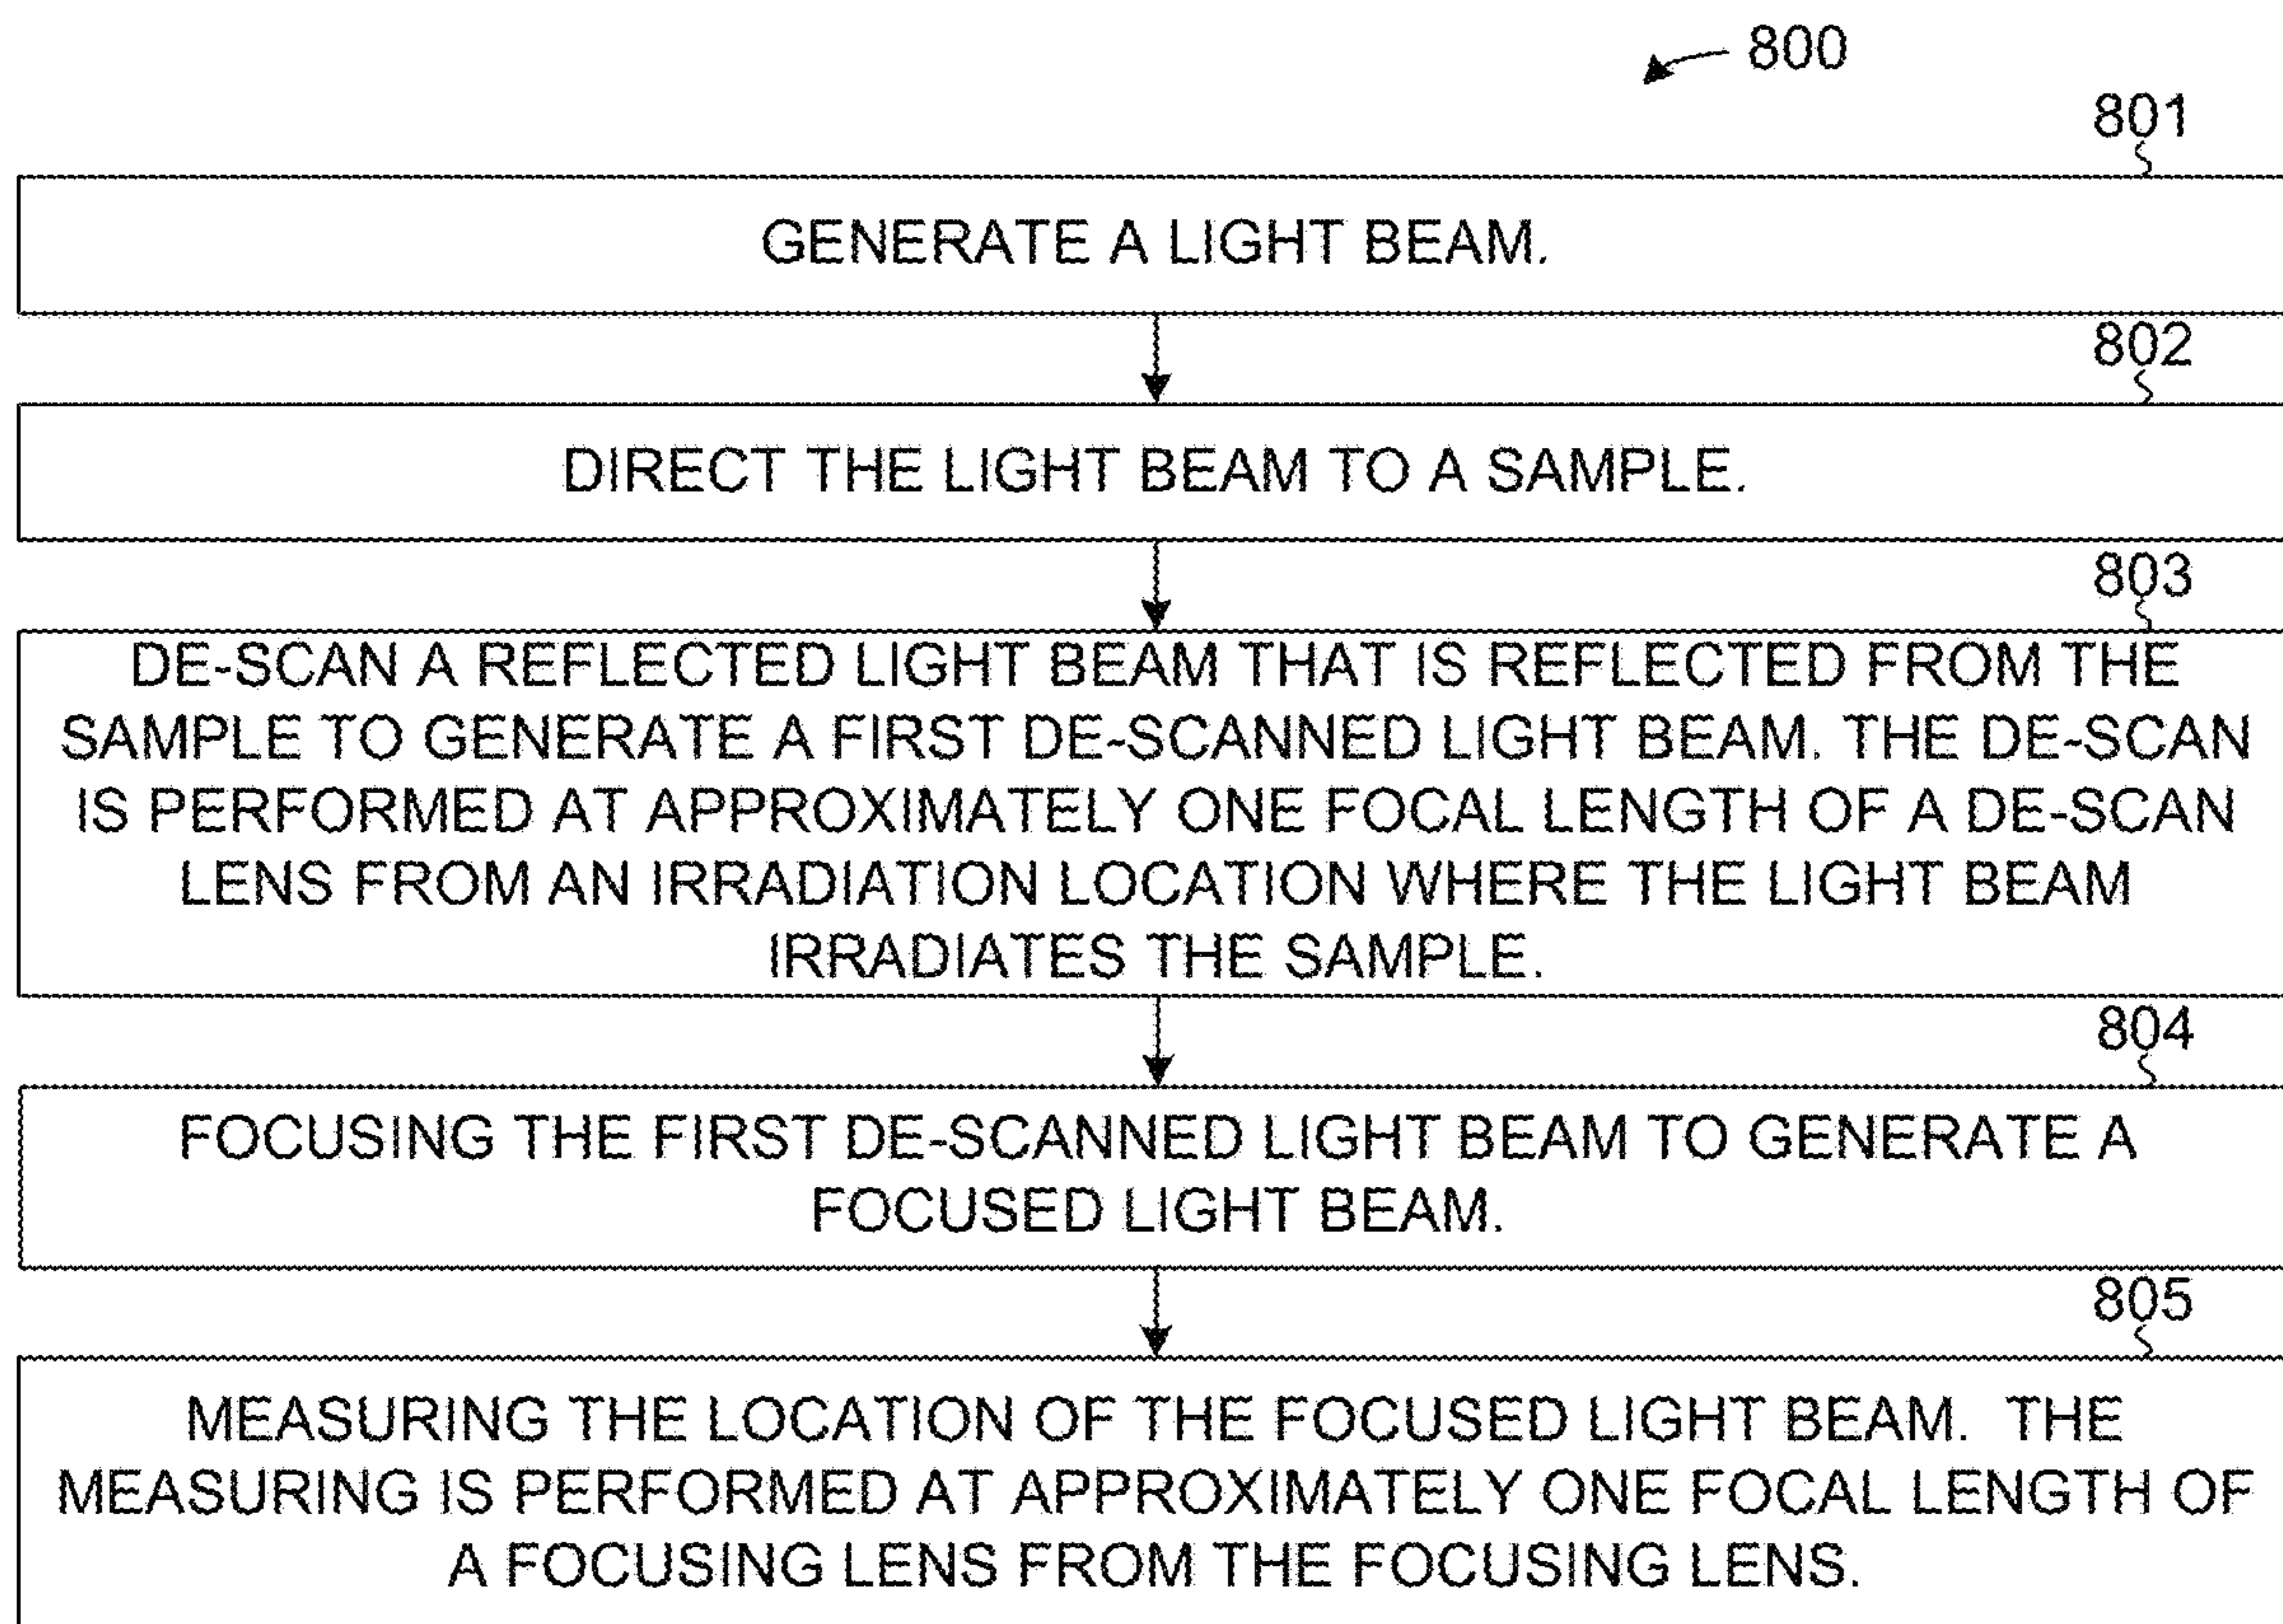 800
801
GENERATE A LIGHT BEAM.
802
DIRECT THE LIGHT BEAM TO A SAMPLE.
803
DE-SCAN A REFLECTED LIGHT BEAM THAT IS REFLECTED FROM THE
SAMPLE TO GENERATE A FIRST DE-SCANNED LIGHT BEAM. THE DE-SCAN
IS PERFORMED AT APPROXIMATELY ONE FOCAL LENGTH OF A DE-SCAN
LENS FROM AN IRRADIATION LOCATION WHERE THE LIGHT BEAM
IRRADIATES THE SAMPLE.
804
FOCUSING THE FIRST DE-SCANNED LIGHT BEAM TO GENERATE A
FOCUSED LIGHT BEAM.
805
MEASURING THE LOCATION OF THE FOCUSED LIGHT BEAM. THE
MEASURING IS PERFORMED AT APPROXIMATELY ONE FOCAL LENGTH OF
A FOCUSING LENS FROM THE FOCUSING LENS.